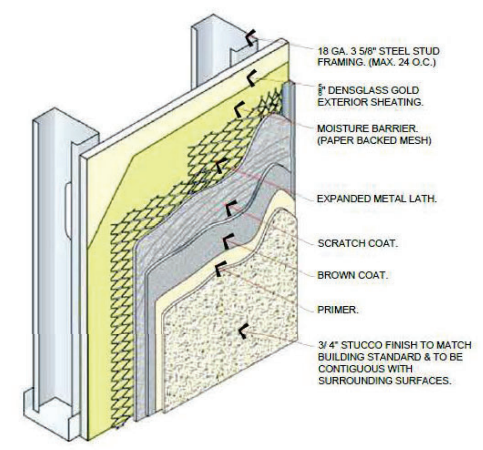 18 GA. 3 5/8" STEEL STUD
FRAMING. (MAX. 24 O.C.)
" DENSGLASS GOLD
EXTERIOR SHEATING.
MOISTURE BARRIER.
(PAPER BACKED MESH)
EXPANDED METAL LATH.
SCRATCH COAT.
BROWN COAT.
PRIMER.
3/ 4" STUCCO FINISH TO MATCH
BUILDING STANDARD & TO BE
CONTIGUOUS WITH
SURROUNDING SURFACES.